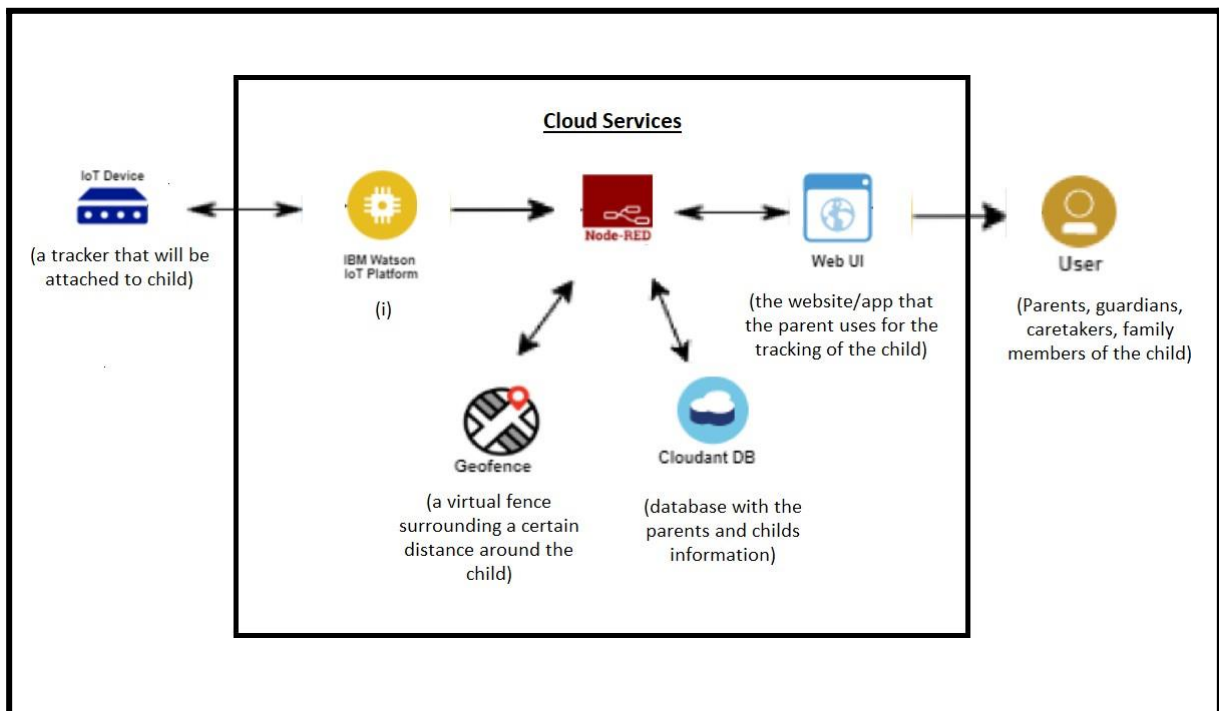 Cloud Services
IoT Device
(a tracker that will be
attached to child)
IBM Watson
IoT Platform
(i)
Node-RED
Web UI
(the website/app that
the parent uses for the
tracking of the child)
User
(Parents, guardians,
caretakers, family
members of the child)
Geofence
(a virtual fence
surrounding a certain
distance around the
child)
Cloudant DB
(database with the
parents and childs
information)